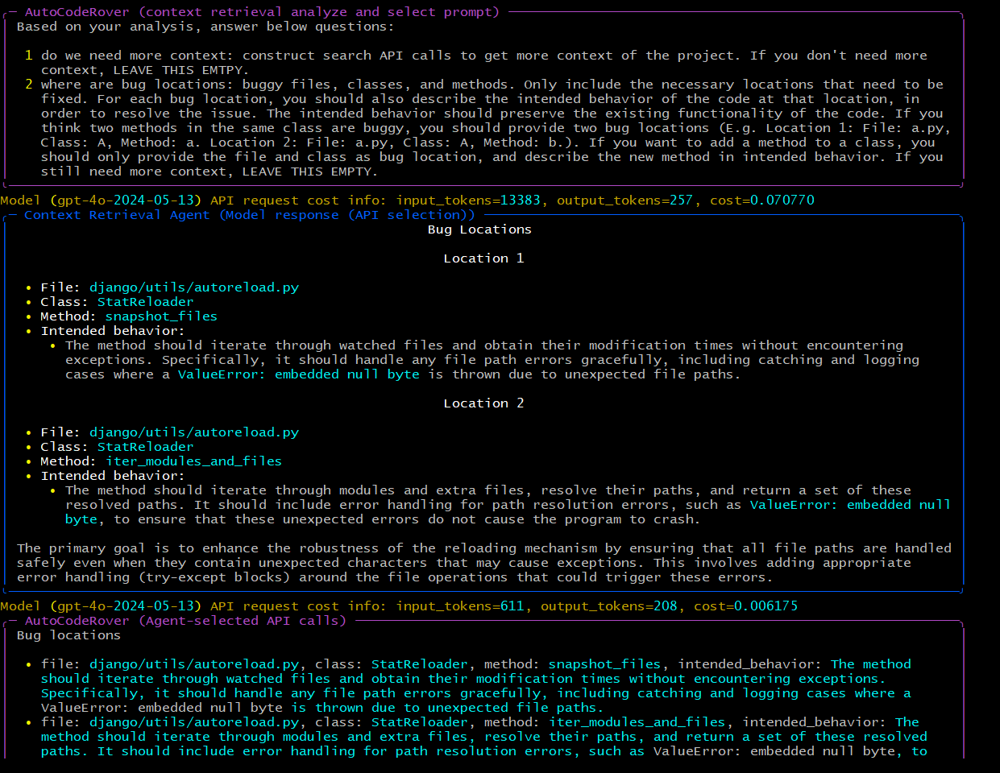 AutoCodeRover (context retrieval analyze and select prompt)
Based on your analysis, answer below questions:
1 do we need more context: construct search API calls to get more context of the project. If you don't need more
context, LEAVE THIS EMTPY.
2 where are bug locations: buggy files, classes, and methods. Only include the necessary locations that need to be
fixed. For each bug location, you should also describe the intended behavior of the code at that location, in
order to resolve the issue. The intended behavior should preserve the existing functionality of the code. If you
think two methods in the same class are buggy, you should provide two bug locations (E.g. Location 1: File: a.py,
Class: A, Method: a. Location 2: File: a.py, Class: A, Method: b.). If you want to add a method to a class, you
should only provide the file and class as bug location, and describe the new method in intended behavior. If you
still need more context, LEAVE THIS EMPTY.
Model (gpt-4o-2024-05-13) API request cost info: input_tokens=13383, output_tokens=257, cost=0.070770
Context Retrieval Agent (Model response (API selection))
Bug Locations
Location 1
• File: django/utils/autoreload.py
• Class: StatReloader
• Method: snapshot_files
• Intended behavior:
• The method should iterate through watched files and obtain their modification times without encountering
exceptions. Specifically, it should handle any file path errors gracefully, including catching and logging
cases where a ValueError: embedded null byte is thrown due to unexpected file paths.
Location 2
• File: django/utils/autoreload.py
• Class: StatReloader
• Method: iter_modules_and_files
• Intended behavior:
• The method should iterate through modules and extra files, resolve their paths, and return a set of these
resolved paths. It should include error handling for path resolution errors, such as ValueError: embedded null
byte, to ensure that these unexpected errors do not cause the program to crash.
The primary goal is to enhance the robustness of the reloading mechanism by ensuring that all file paths are handled
safely even when they contain unexpected characters that may cause exceptions. This involves adding appropriate
error handling (try-except blocks) around the file operations that could trigger these errors.
Model (gpt-4o-2024-05-13) API request cost info: input_tokens=611, output_tokens=208, cost=0.006175
AutoCodeRover (Agent-selected API calls)
Bug locations
• file: django/utils/autoreload.py, class: StatReloader, method: snapshot_files, intended_behavior: The method
should iterate through watched files and obtain their modification times without encountering exceptions.
Specifically, it should handle any file path errors gracefully, including catching and logging cases where a
ValueError: embedded null byte is thrown due to unexpected file paths.
• file: django/utils/autoreload.py, class: StatReloader, method: iter_modules_and_files, intended_behavior: The
method should iterate through modules and extra files, resolve their paths, and return a set of these resolved
paths. It should include error handling for path resolution errors, such as ValueError: embedded null byte, to